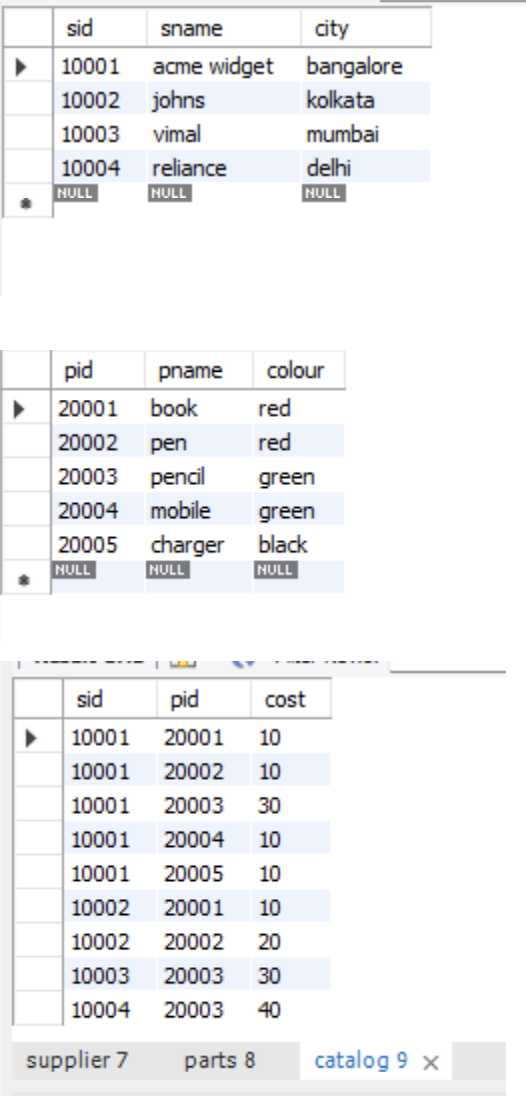 sid sname city
10001 acme widget bangalore
10002 johns kolkata
10003 vimal mumbai
10004 reliance delhi
NULL NULL NULL
pid pname colour
20001 book red
20002 pen red
20003 pencil green
20004 mobile green
20005 charger black
NULL NULL NULL
sid pid cost
10001 20001 10
10001 20002 10
10001 20003 30
10001 20004 10
10001 20005 10
10002 20001 10
10002 20002 20
10003 20003 30
10004 20003 40
supplier 7 parts 8 catalog 9